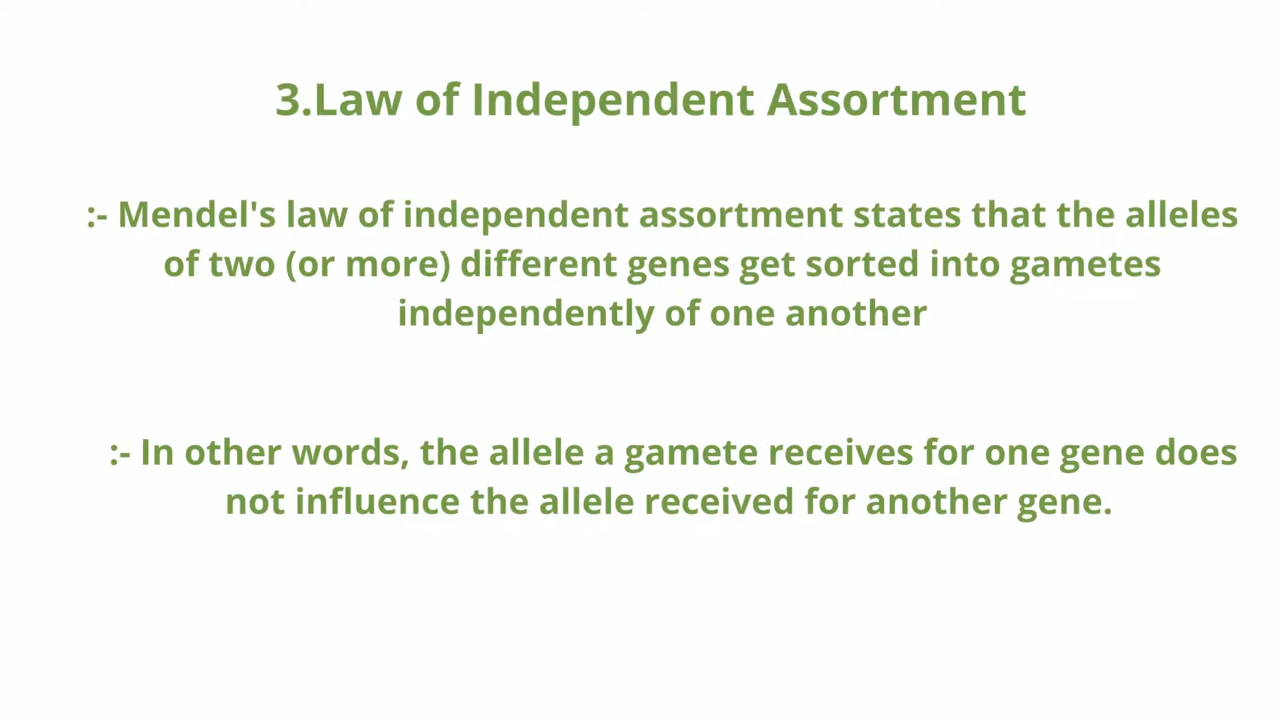 3.Law of Independent Assortment
:- Mendel's law of independent assortment states that the alleles
of two (or more) different genes get sorted into gametes
independently of one another
:- In other words, the allele a gamete receives for one gene does
not influence the allele received for another gene.